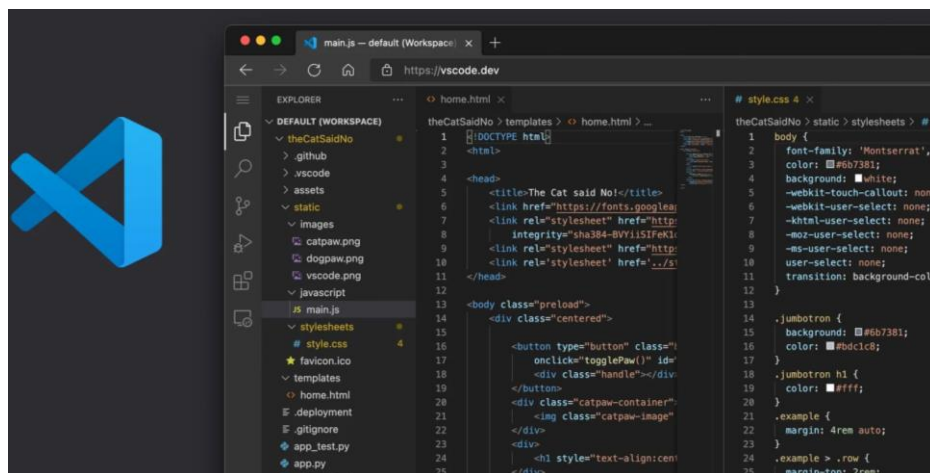 main.js — default (Workspace)
https://vscode.dev
EXPLORER
DEFAULT (WORKSPACE)
theCatSaidNo
.github
.vscode
assets
static
images
catpaw.png
dogpaw.png
vscode.png
javascript
JS main.js
stylesheets
# style.css 4
favicon.ico
templates
home.html
.deployment
.gitignore
app_test.py
app.py
home.html
theCatSaidNo > templates > home.html > ...
1 <!DOCTYPE html>
2 <html>
3
4 <head>
5 <title>The Cat said No!</title>
6 <link href="https://fonts.googleap
7 <link rel="stylesheet" href="http
8 integrity="sha384-BVYiiSIFeK1
9 <link rel="stylesheet" href="http
10 <link rel='stylesheet' href='../s
11 </head>
12
13 <body class="preload">
14 <div class="centered">
15
16 <button type="button" class="
17 onclick="togglePaw()" id="
18 <div class="handle"></div
19 </button>
20 <div class="catpaw-container"
21 <img class="catpaw-image"
22 </div>
23 <div>
24 <h1 style="text-align:cen
25 </div>
# style.css 4
theCatSaidNo > static > stylesheets > #
1 body {
2 font-family: 'Montserrat',
3 color: #6b7381;
4 background: white;
5 -webkit-touch-callout: non
6 -webkit-user-select: none;
7 -khtml-user-select: none;
8 -moz-user-select: none;
9 -ms-user-select: none;
10 user-select: none;
11 transition: background-col
12 }
13
14 .jumbotron {
15 background: #6b7381;
16 color: #bdc1c8;
17 }
18 .jumbotron h1 {
19 color: #fff;
20 }
21 .example {
22 margin: 4rem auto;
23 }
24 .example > .row {
25 margin-top: 2rem;